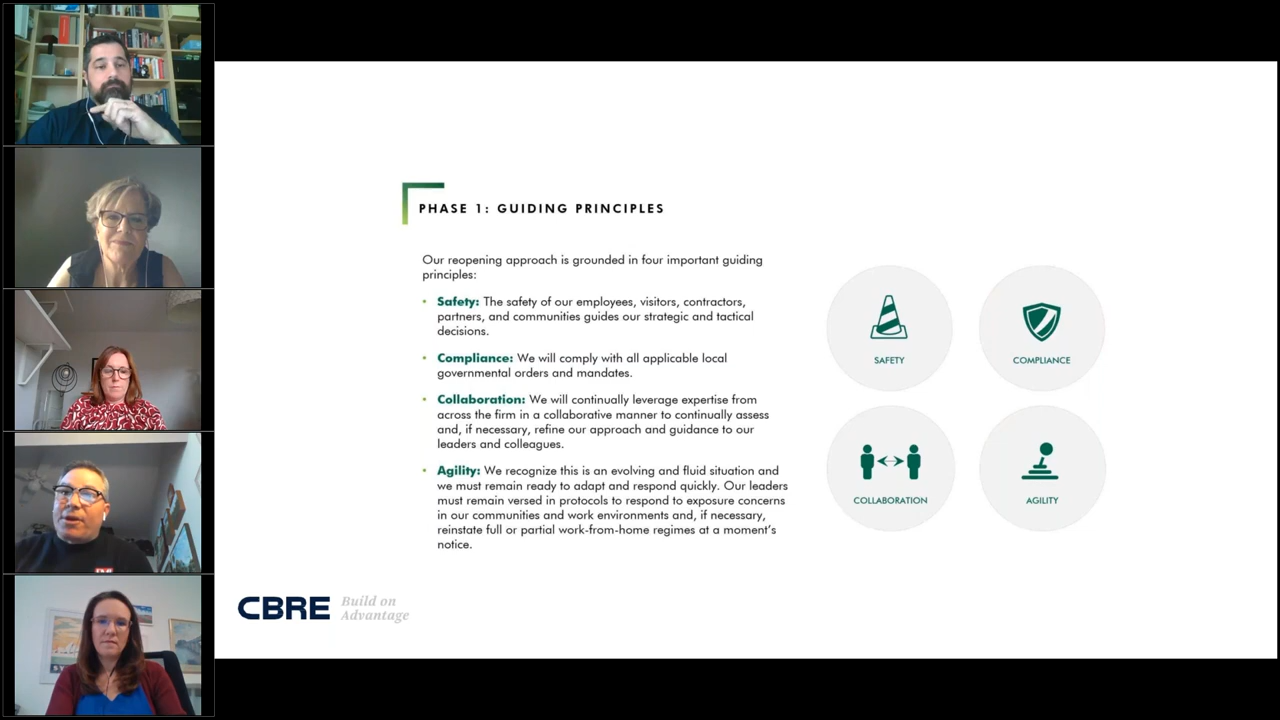 PHASE 1: GUIDING PRINCIPLES
Our reopening approach is grounded in four important guiding
principles:
• Safety: The safety of our employees, visitors, contractors,
partners, and communities guides our strategic and tactical
decisions.
• Compliance: We will comply with all applicable local
governmental orders and mandates.
• Collaboration: We will continually leverage expertise from
across the firm in a collaborative manner to continually assess
and, if necessary, refine our approach and guidance to our
leaders and colleagues.
• Agility: We recognize this is an evolving and fluid situation and
we must remain ready to adapt and respond quickly. Our leaders
must remain versed in protocols to respond to exposure concerns
in our communities and work environments and, if necessary,
reinstate full or partial work-from-home regimes at a moment's
notice.
SAFETY
COMPLIANCE
COLLABORATION
AGILITY
CBRE
Build on
Advantage